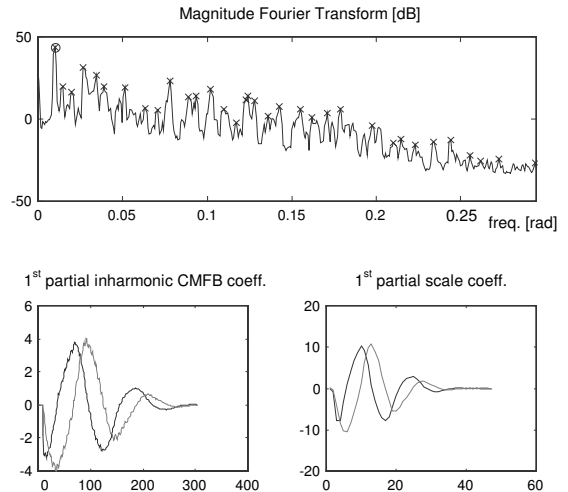 Magnitude Fourier Transform [dB]
50
0
-50
0 0.05 0.1 0.15 0.2 0.25
freq. [rad]
1st partial inharmonic CMFB coeff.
6
4
2
0
-2
-4
0 100 200 300 400
1st partial scale coeff.
20
10
0
-10
-20
0 20 40 60